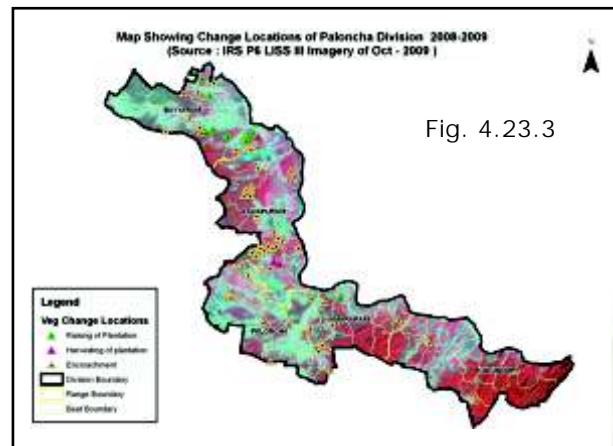 Map Showing Change Locations of Paloncha Division 2008-2009
(Source : IRS P6 LISS III Imagery of Oct - 2009 )
Fig. 4.23.3
Legend
Veg Change Locations
Raising of Plantation
Harvesting of plantation
Encroachment
Division Boundary
Range Boundary
Beat Boundary